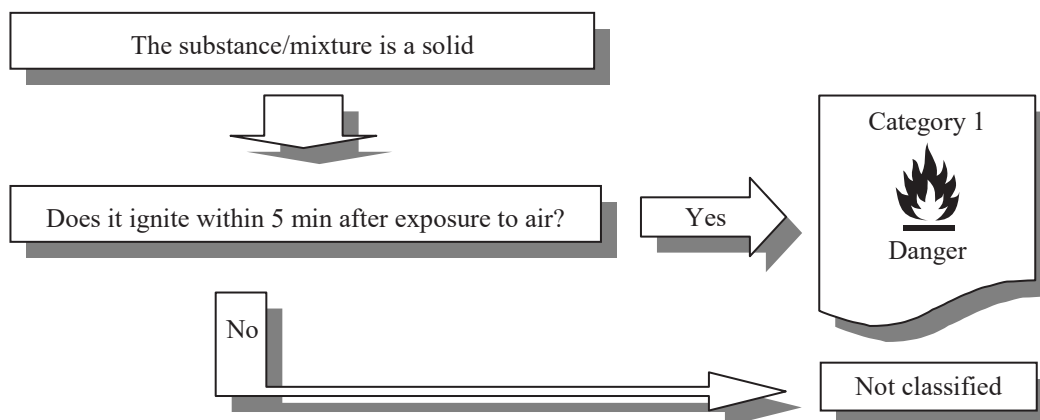 The substance/mixture is a solid
Category 1
Does it ignite within 5 min after exposure to air?
Yes
Danger
No
Not classified